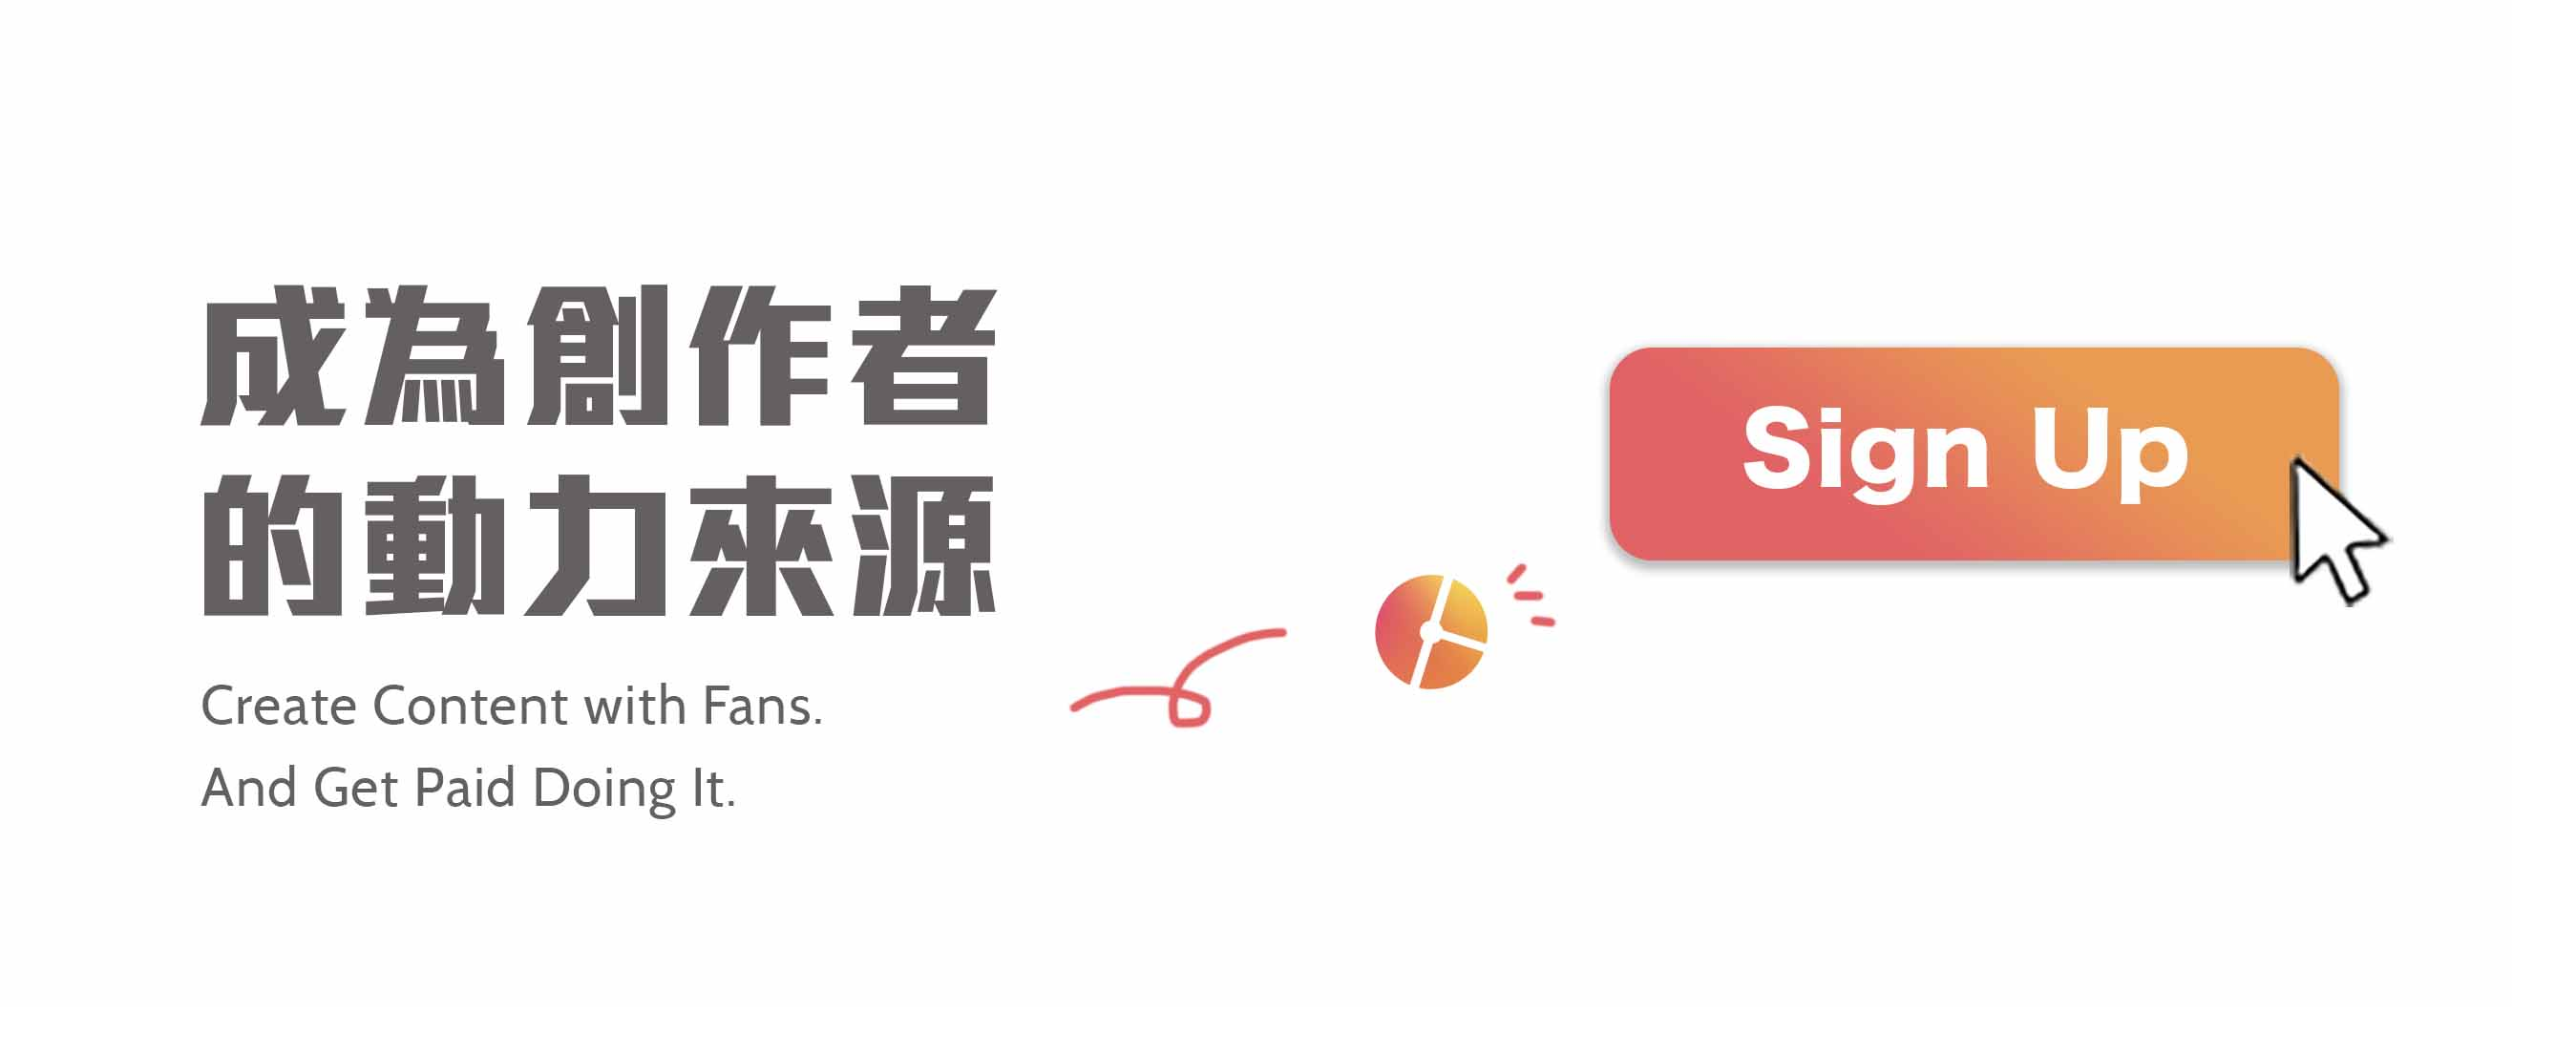 成為創作者
的動力來源
Create Content with Fans.
And Get Paid Doing It.
Sign Up